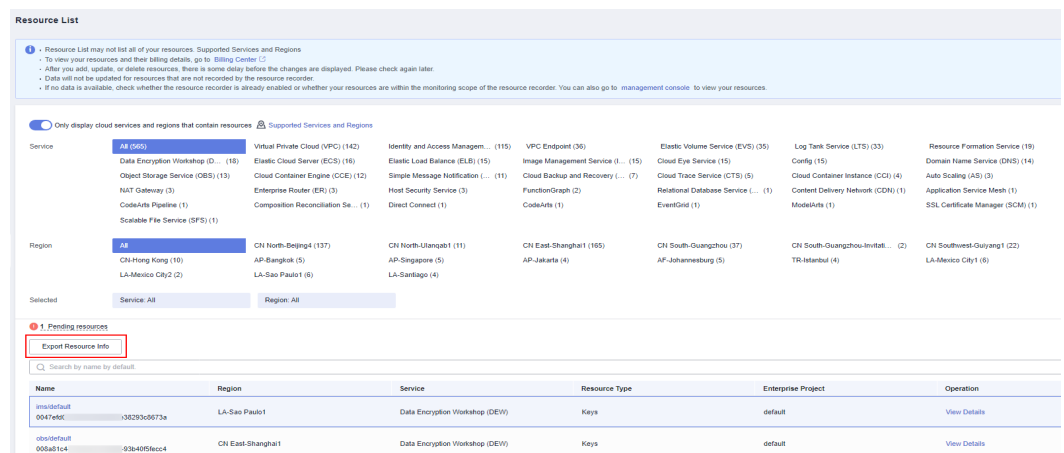 Resource List
Resource List may not list all of your resources. Supported Services and Regions
To view your resources and their billing details, go to Billing Center
After you add, update, or delete resources, there is some delay before the changes are displayed. Please check again later.
Data will not be updated for resources that are not recorded by the resource recorder.
If no data is available, check whether the resource recorder is already enabled or whether your resources are within the monitoring scope of the resource recorder. You can also go to management console to view your resources.
Only display cloud services and regions that contain resources Supported Services and Regions
Service All (565) Virtual Private Cloud (VPC) (142) Identity and Access Managem... (115) VPC Endpoint (36) Elastic Volume Service (EVS) (35) Log Tank Service (LTS) (33) Resource Formation Service (19)
Data Encryption Workshop (D... (18) Elastic Cloud Server (ECS) (16) Elastic Load Balance (ELB) (15) Image Management Service (I... (15) Cloud Eye Service (15) Config (15) Domain Name Service (DNS) (14)
Object Storage Service (OBS) (13) Cloud Container Engine (CCE) (12) Simple Message Notification (... (11) Cloud Backup and Recovery (... (7) Cloud Trace Service (CTS) (5) Cloud Container Instance (CCI) (4) Auto Scaling (AS) (3)
NAT Gateway (3) Enterprise Router (ER) (3) Host Security Service (3) FunctionGraph (2) Relational Database Service (... (1) Content Delivery Network (CDN) (1) Application Service Mesh (1)
CodeArts Pipeline (1) Composition Reconciliation Se... (1) Direct Connect (1) CodeArts (1) EventGrid (1) ModelArts (1) SSL Certificate Manager (SCM) (1)
Scalable File Service (SFS) (1)
Region All CN North-Beijing4 (137) CN North-Ulanqab1 (11) CN East-Shanghai1 (165) CN South-Guangzhou (37) CN South-Guangzhou-Invitati... (2) CN Southwest-Guiyang1 (22)
CN-Hong Kong (10) AP-Bangkok (5) AP-Singapore (5) AP-Jakarta (4) AF-Johannesburg (5) TR-Istanbul (4) LA-Mexico City1 (6)
LA-Mexico City2 (2) LA-Sao Paulo1 (6) LA-Santiago (4)
Selected Service: All Region: All
1 Pending resources
Export Resource Info
Search by name by default.
Name Region Service Resource Type Enterprise Project Operation
ims/default
0047efd( 38293c8673a LA-Sao Paulo1 Data Encryption Workshop (DEW) Keys default View Details
obs/default
008a81c4 -93b40f5fecc4 CN East-Shanghai1 Data Encryption Workshop (DEW) Keys default View Details